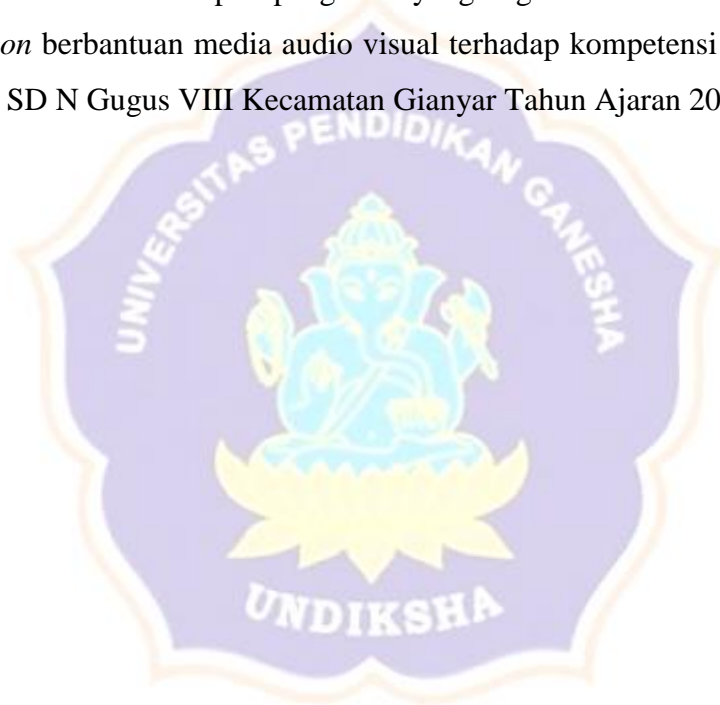 on berbantuan media audio visual terhadap kompetensi
SD N Gugus VIII Kecamatan Gianyar Tahun Ajaran 20
UNIVERSITAS PENDIDIKAN GANESHA
UNDIKSHA